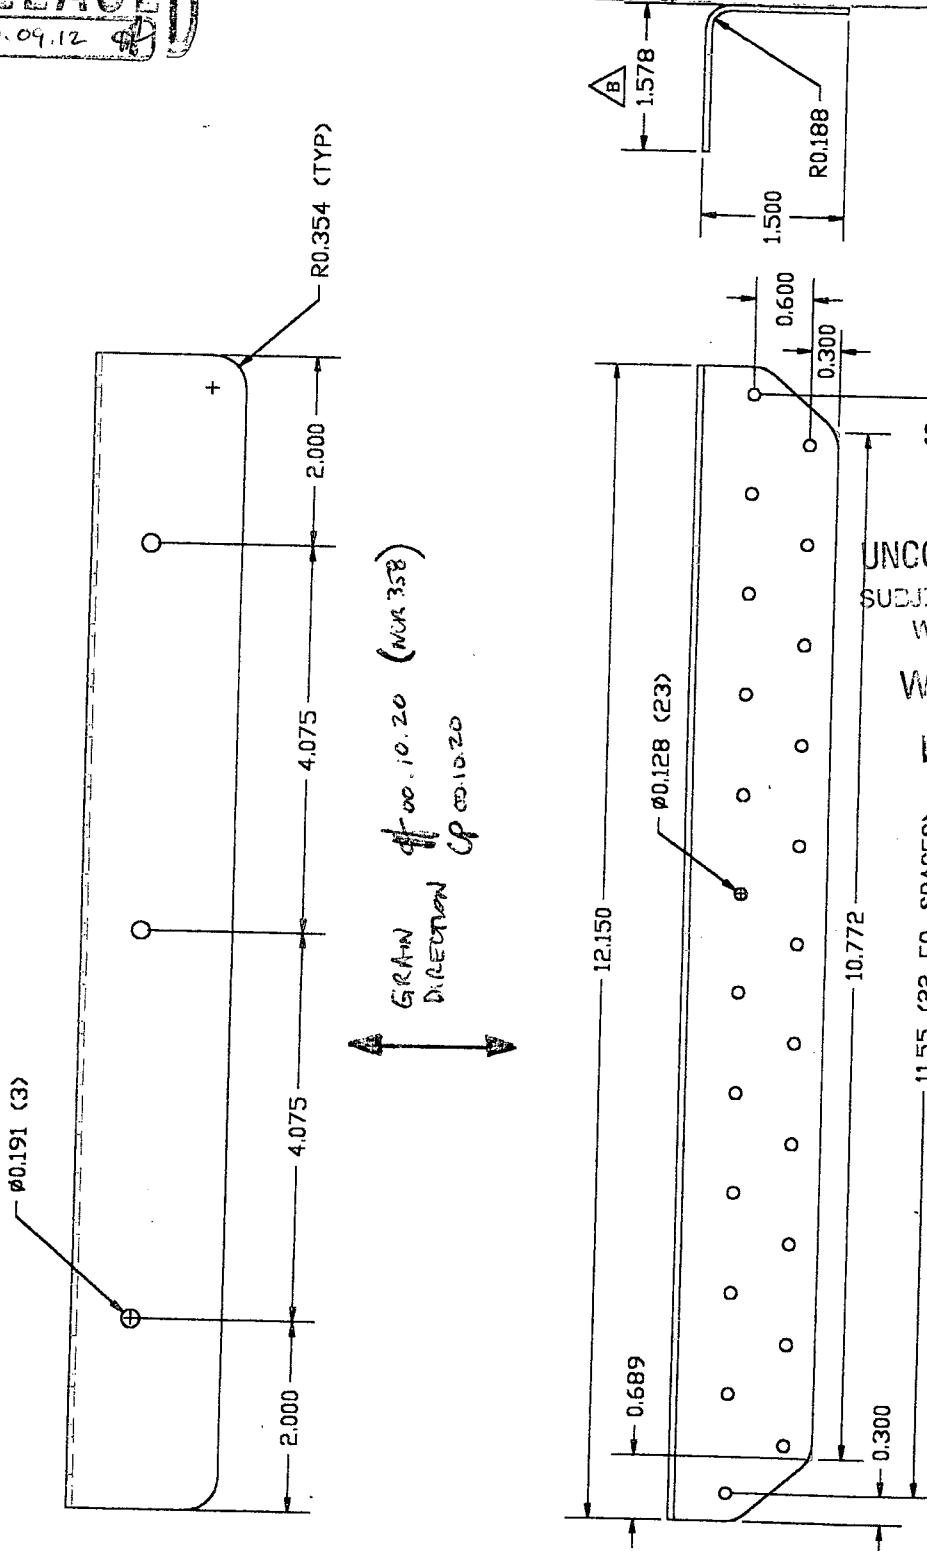 .09.12
Ø0.191 (3)
R0.354 (TYP)
2.000
4.075
4.075
2.000
GRAIN
DIRECTION
00.10.20 (NCR 358)
CP 00.10.20
B
1.578
R0.188
1.500
0.600
0.300
12.150
Ø0.128 (23)
0.689
10.772
0.300
11.55 (22 EQ. SPACES)
UNCO
SUBJE
W
W